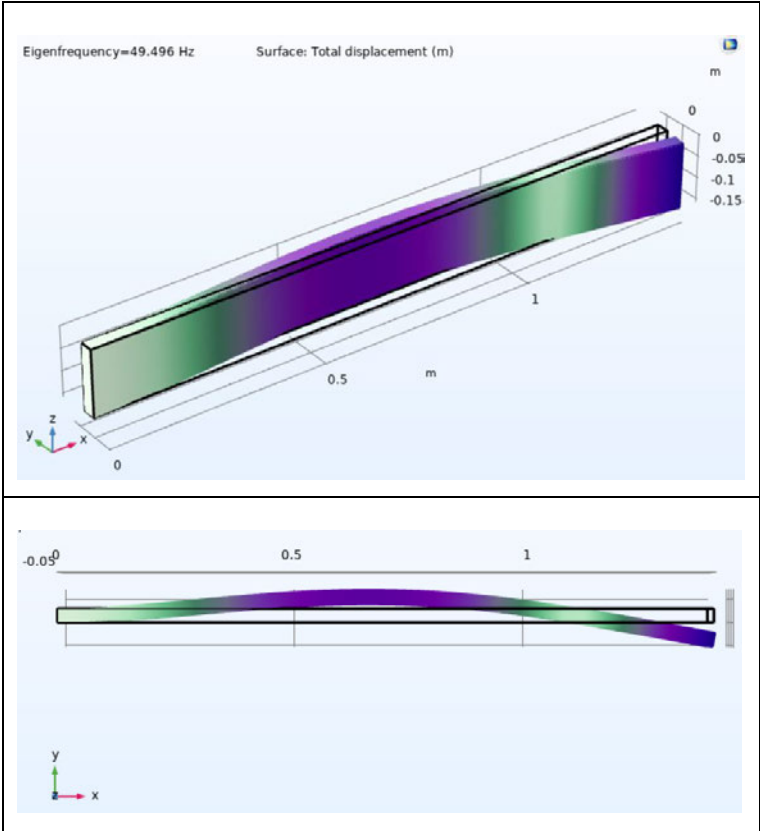 Eigenfrequency=49.496 Hz Surface: Total displacement (m)
m
0
0
-0.05
-0.1
-0.15
1
0.5 m
z
y x
0
-0.05 0 0.5 1
y
z x